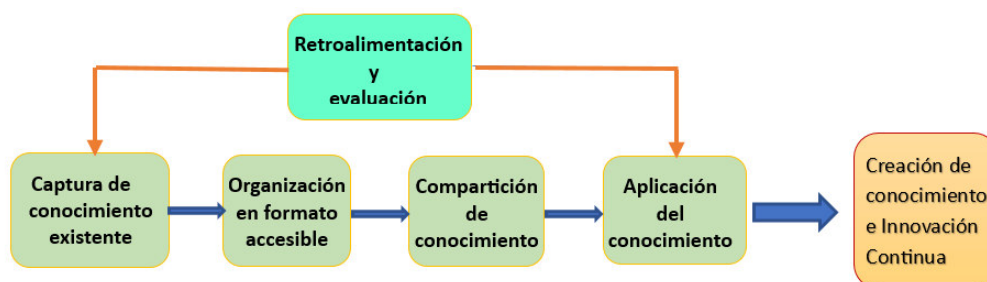 Retroalimentación
y
evaluación
Captura de
conocimiento
existente
Organización
en formato
accesible
Compartición
de
conocimiento
Aplicación
del
conocimiento
Creación de
conocimiento
e Innovación
Continua